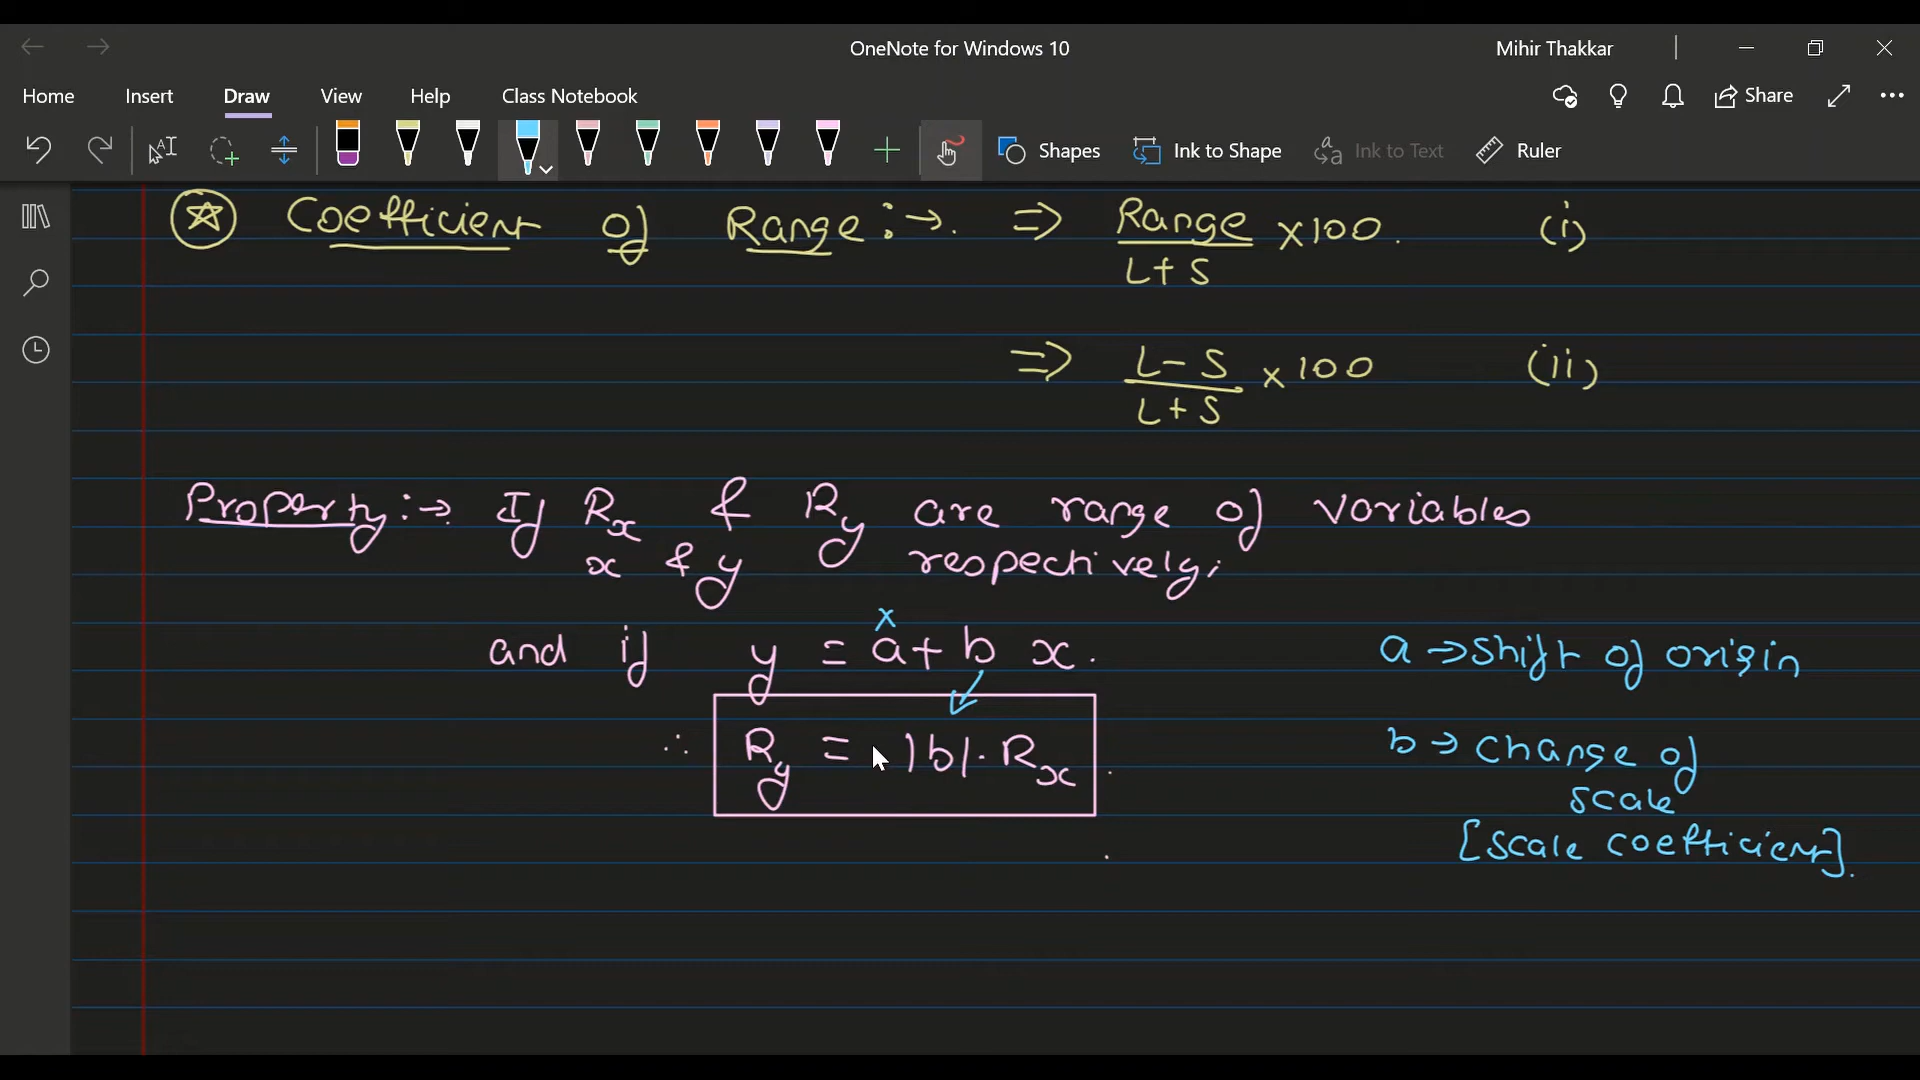 OneNote for Windows 10
Mihir Thakkar
Home Insert Draw View Help Class Notebook
Share
Shapes Ink to Shape Ink to Text Ruler
Coefficient of Range :→. ⇒ Range / L+S ×100. (i)
⇒ L-S / L+S ×100 (ii)
Property :→ If Rx & Ry are range of variables
x & y respectively,
and if y = a + b x.
x
a → shift of origin
∴ Ry = |b|. Rx
b → change of
scale
[scale coefficient].